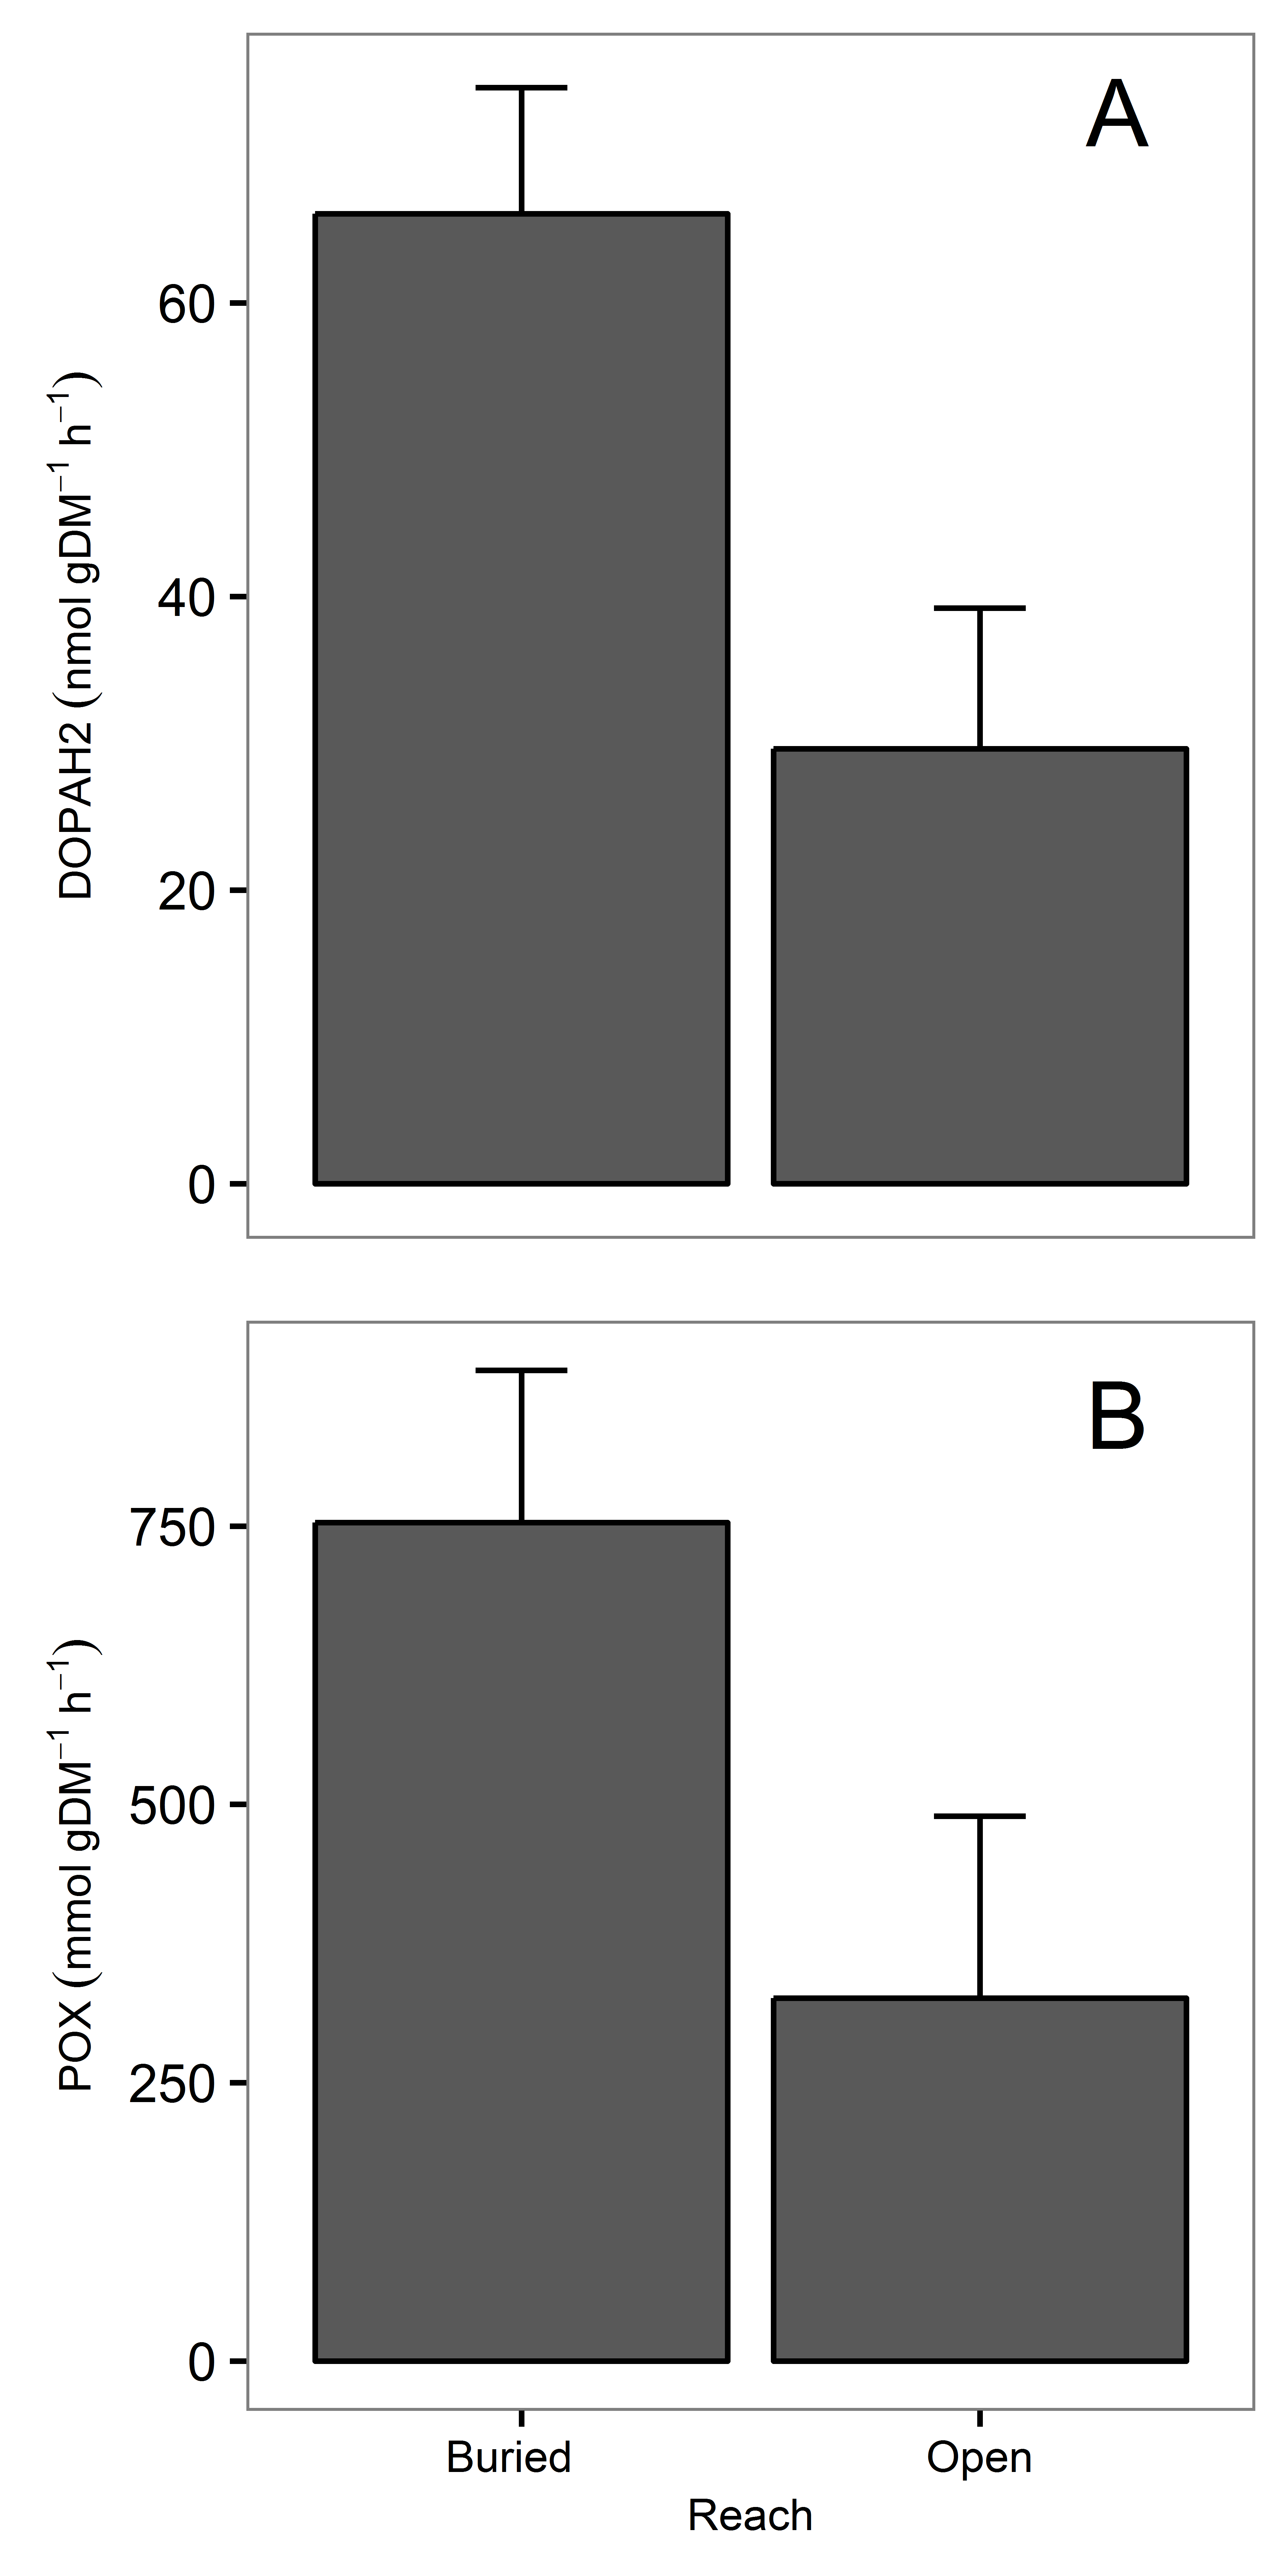 A
60
40
20
0
DOPAH2 (nmol gDM⁻¹ h⁻¹)
B
750
500
250
0
POX (mmol gDM⁻¹ h⁻¹)
Buried Open
Reach